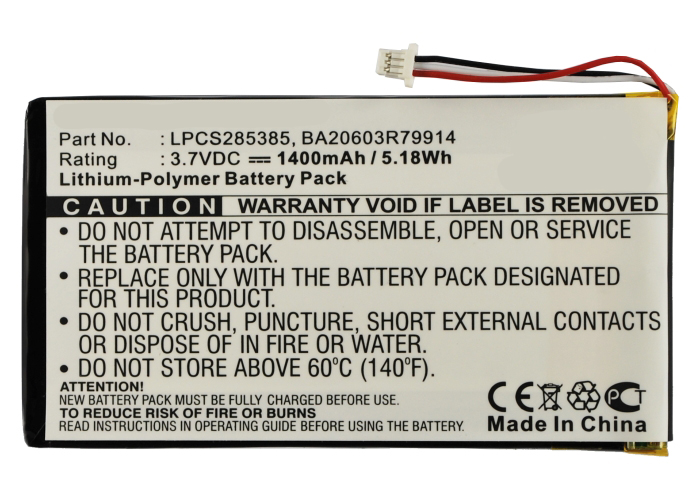 Part No. : LPCS285385, BA20603R79914
Rating : 3.7VDC ⎓ 1400mAh / 5.18Wh
Lithium-Polymer Battery Pack
CAUTION WARRANTY VOID IF LABEL IS REMOVED
• DO NOT ATTEMPT TO DISASSEMBLE, OPEN OR SERVICE
THE BATTERY PACK.
• REPLACE ONLY WITH THE BATTERY PACK DESIGNATED
FOR THIS PRODUCT.
• DO NOT CRUSH, PUNCTURE, SHORT EXTERNAL CONTACTS
OR DISPOSE OF IN FIRE OR WATER.
• DO NOT STORE ABOVE 60°C (140°F).
ATTENTION:
NEW BATTERY PACK MUST BE FULLY CHARGED BEFORE USE.
TO REDUCE RISK OF FIRE OR BURNS
READ INSTRUCTIONS IN OPERATING GUIDE BEFORE RECHARGING.
CE PCT
Made In China